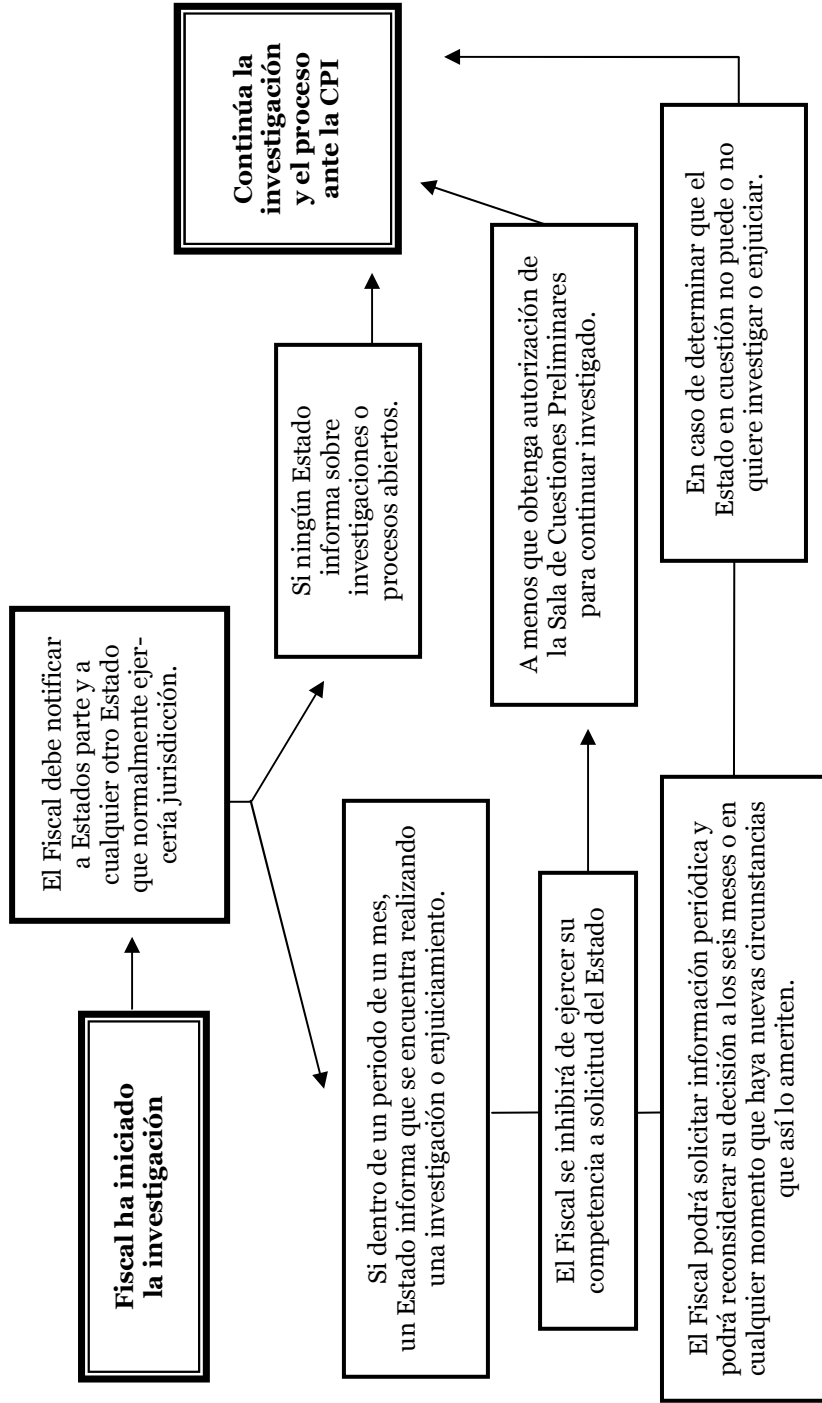 Fiscal ha iniciado
la investigación
El Fiscal debe notificar
a Estados parte y a
cualquier otro Estado
que normalmente ejer-
cería jurisdicción.
Si ningún Estado
informa sobre
investigaciones o
procesos abiertos.
Continúa la
investigación
y el proceso
ante la CPI
Si dentro de un periodo de un mes,
un Estado informa que se encuentra realizando
una investigación o enjuiciamiento.
El Fiscal se inhibirá de ejercer su
competencia a solicitud del Estado
A menos que obtenga autorización de
la Sala de Cuestiones Preliminares
para continuar investigado.
El Fiscal podrá solicitar información periódica y
podrá reconsiderar su decisión a los seis meses o en
cualquier momento que haya nuevas circunstancias
que así lo ameriten.
En caso de determinar que el
Estado en cuestión no puede o no
quiere investigar o enjuiciar.